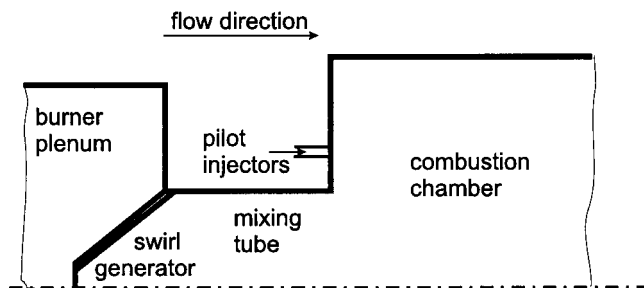 flow direction
burner
plenum
pilot
injectors
combustion
chamber
mixing
tube
swirl
generator